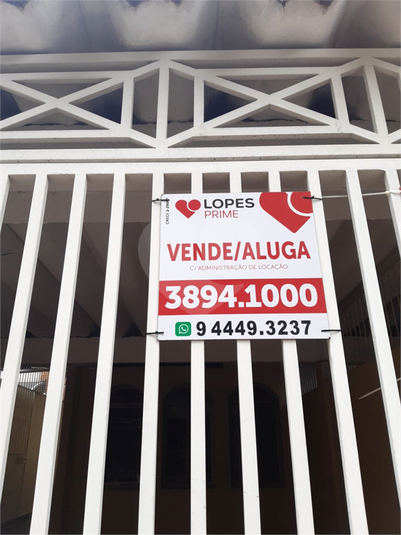 LOPES
PRIME
VENDE/ALUGA
C/ ADMINISTRAÇÃO DE LOCAÇÃO
3894.1000
9 4449.3237